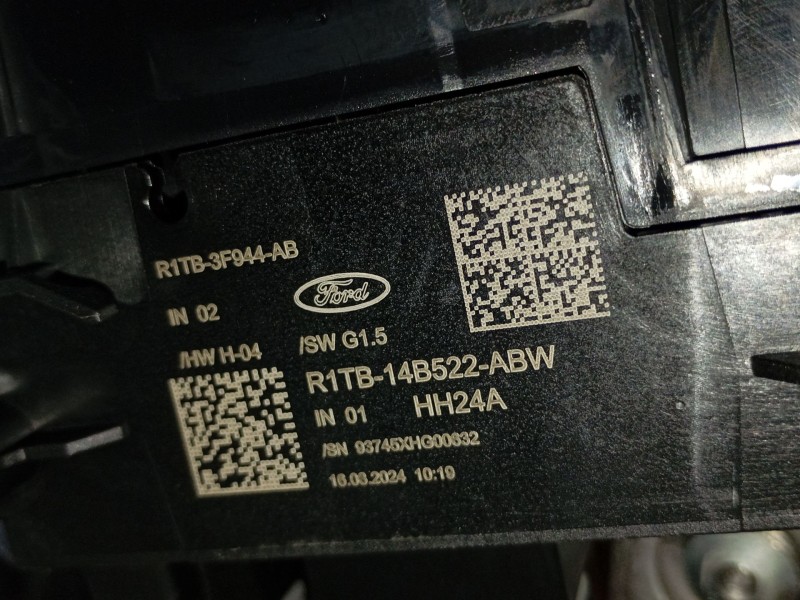 R1TB-3F944-AB
IN 02
Ford
/HW H-04
/SW G1.5
R1TB-14B522-ABW
IN 01 HH24A
/SN 93745XHG00632
16.03.2024 10:19